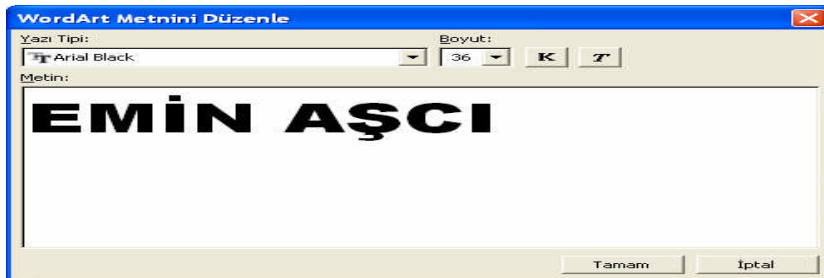 WordArt Metnini Düzenle
Yazı Tipi: Boyut:
Arial Black 36 K T
Metin:
EMİN AŞCI
Tamam İptal